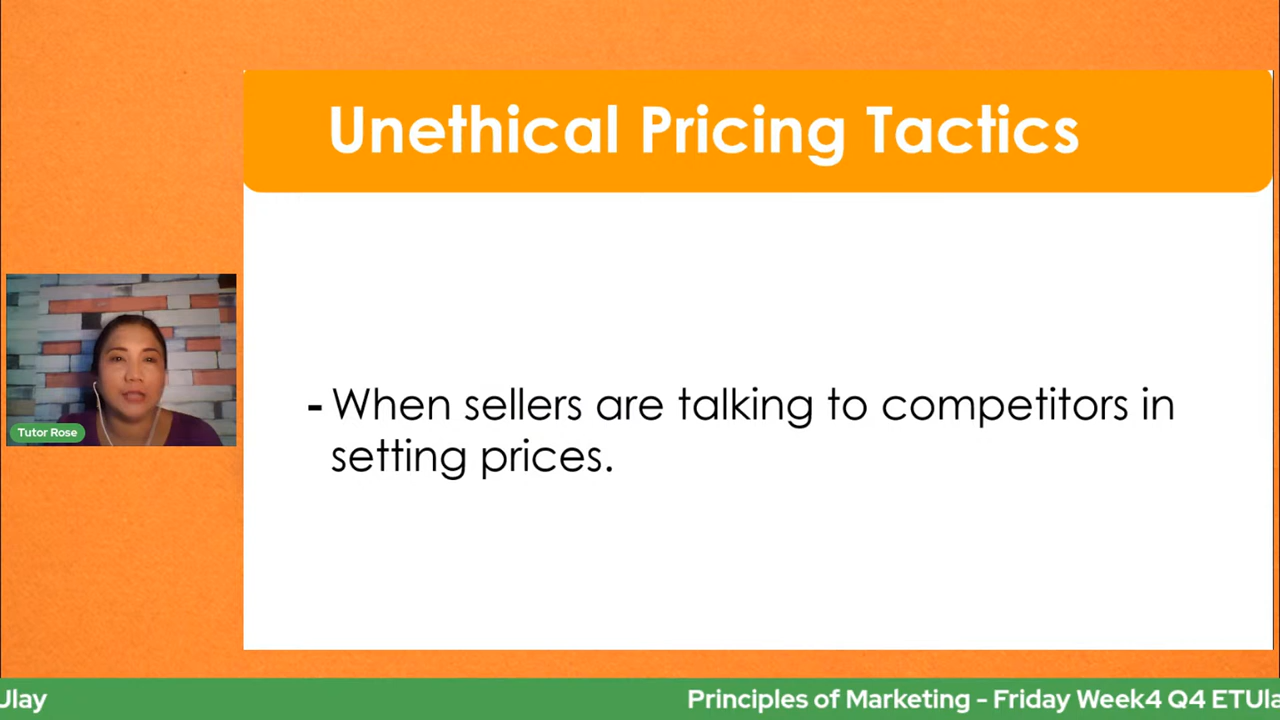 Unethical Pricing Tactics
- When sellers are talking to competitors in
setting prices.
Tutor Rose
Ulay
Principles of Marketing - Friday Week4 Q4 ETUla